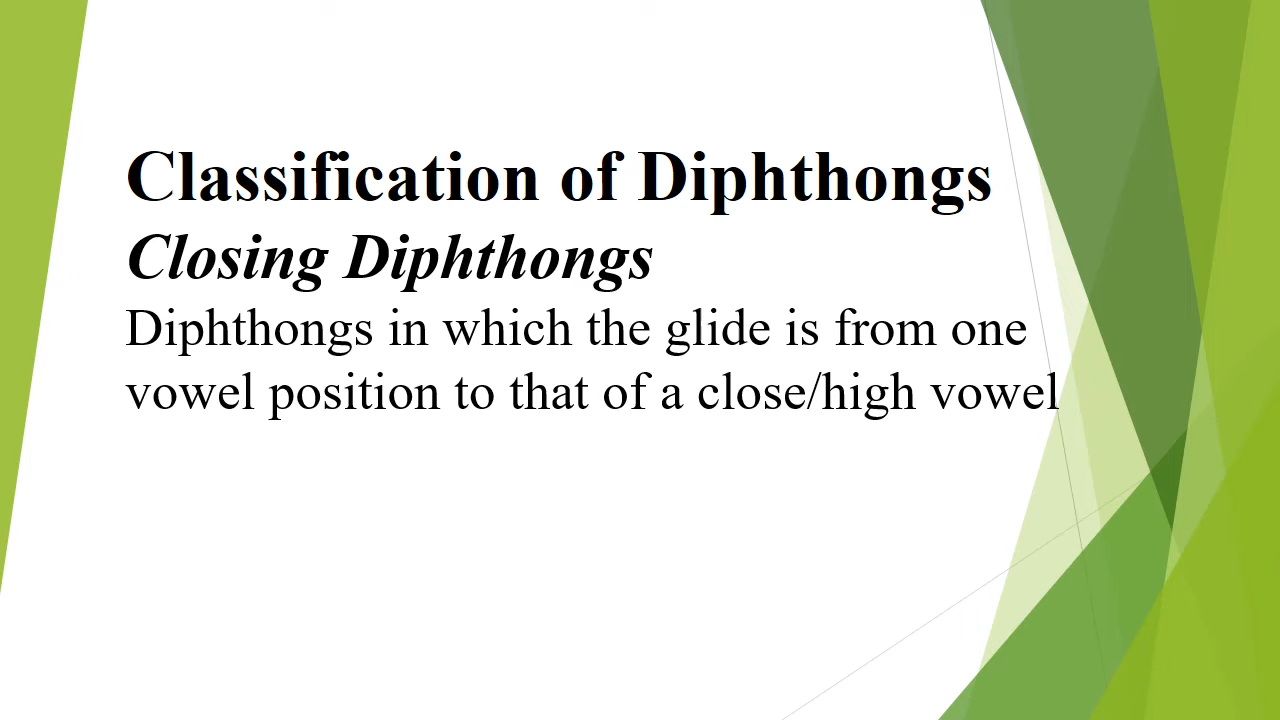 Classification of Diphthongs
Closing Diphthongs
Diphthongs in which the glide is from one
vowel position to that of a close/high vowel